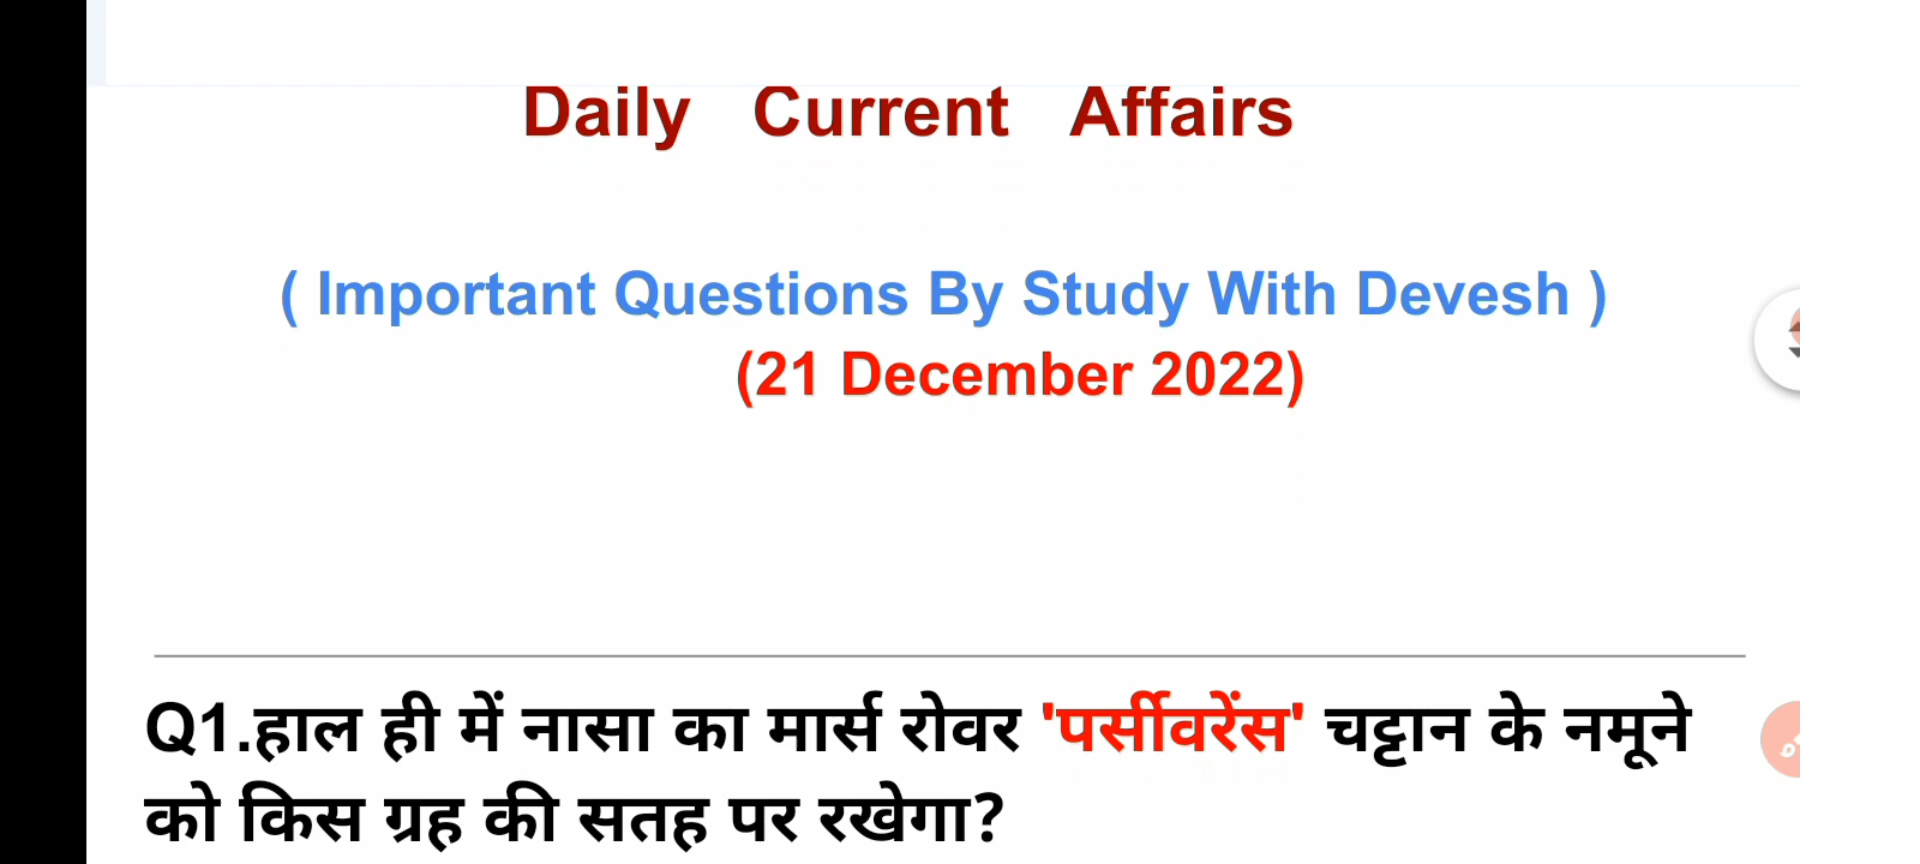 Daily Current Affairs
( Important Questions By Study With Devesh )
(21 December 2022)
Q1.हाल ही में नासा का मार्स रोवर 'पर्सीवरेंस' चट्टान के नमूने
को किस ग्रह की सतह पर रखेगा?